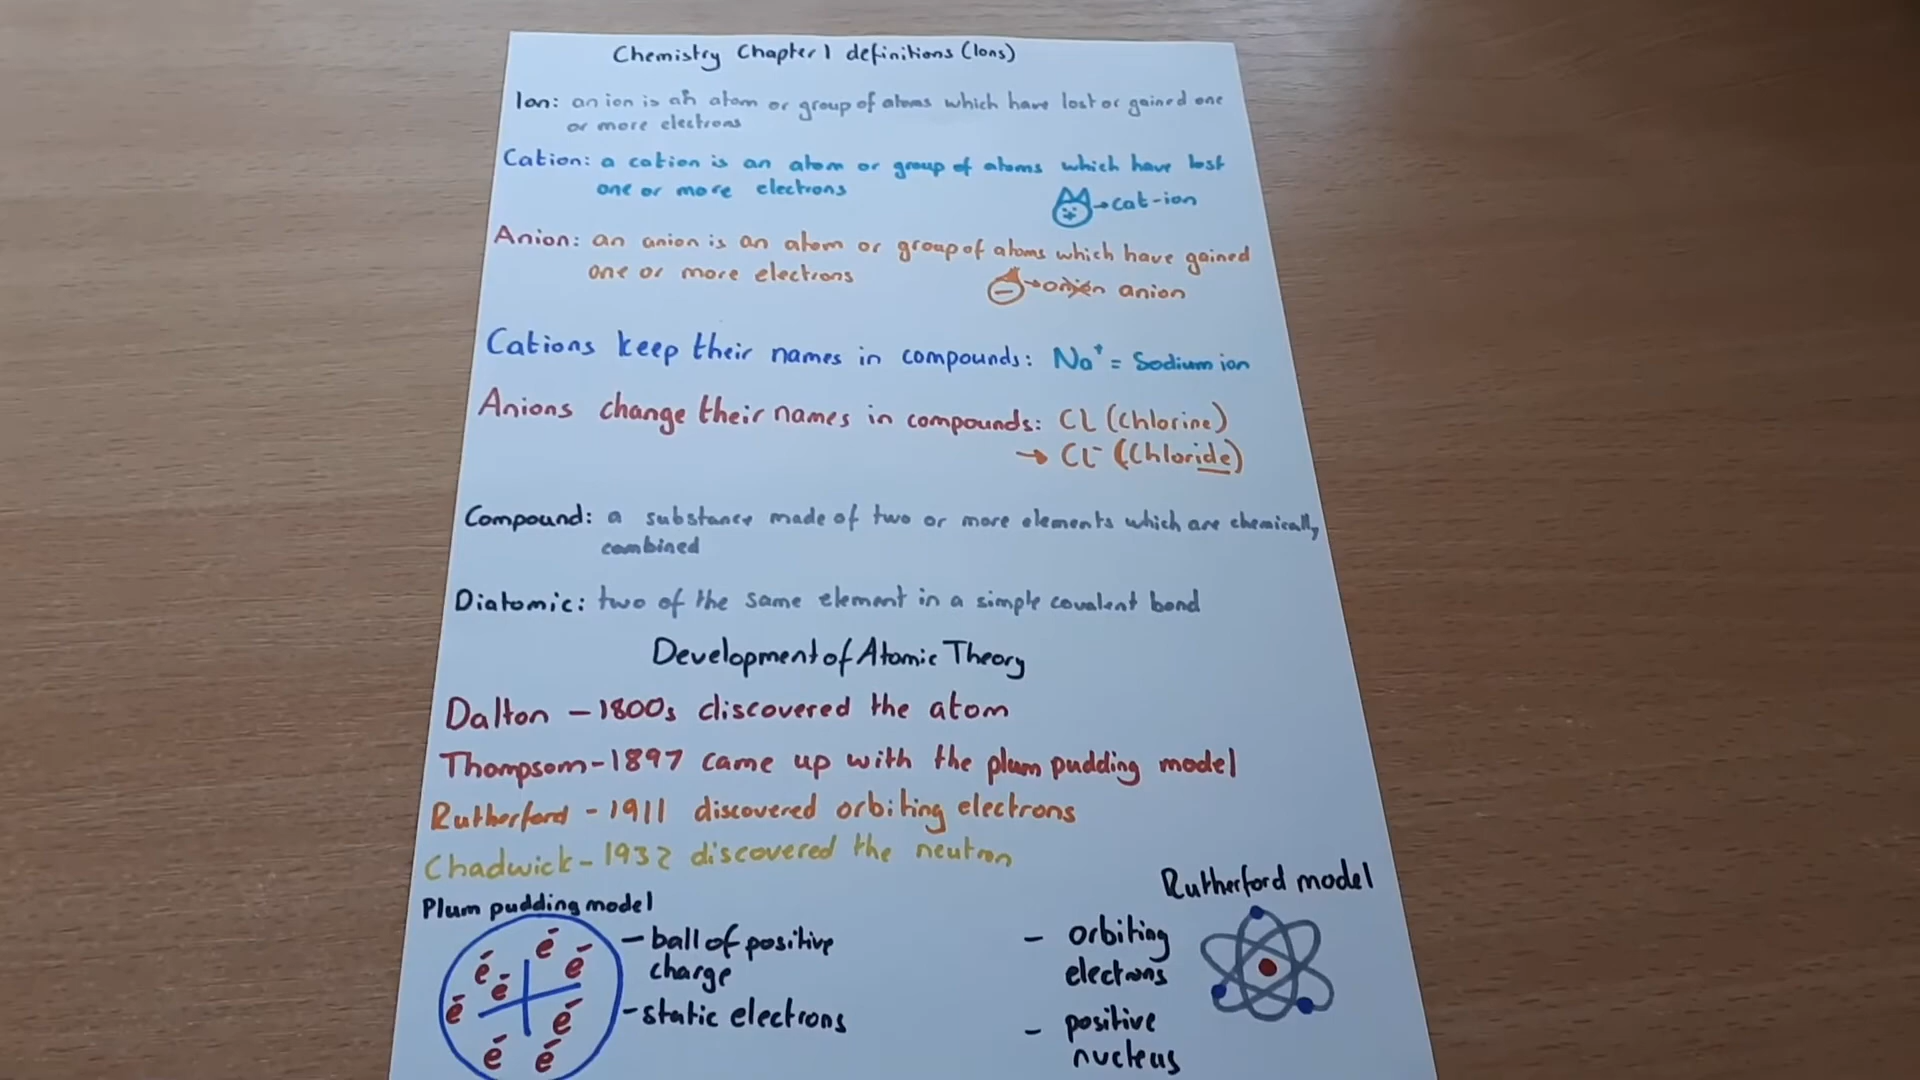 Chemistry Chapter 1 definitions (Ions)
Ion: an ion is an atom or group of atoms which have lost or gained one
or more electrons
Cation: a cation is an atom or group of atoms which have lost
one or more electrons
→ cat-ion
Anion: an anion is an atom or group of atoms which have gained
one or more electrons
→ onion anion
Cations keep their names in compounds: Na⁺ = Sodium ion
Anions change their names in compounds: Cl (Chlorine)
→ Cl⁻ (Chloride)
Compound: a substance made of two or more elements which are chemically
combined
Diatomic: two of the same element in a simple covalent bond
Development of Atomic Theory
Dalton – 1800s discovered the atom
Thompsom – 1897 came up with the plum pudding model
Rutherford – 1911 discovered orbiting electrons
Chadwick – 1932 discovered the neutron
Plum pudding model
e⁻ e⁻ e⁻ e⁻ e⁻ e⁻ e⁻ e⁻
– ball of positive
charge
– static electrons
Rutherford model
– orbiting
electrons
– positive
nucleus